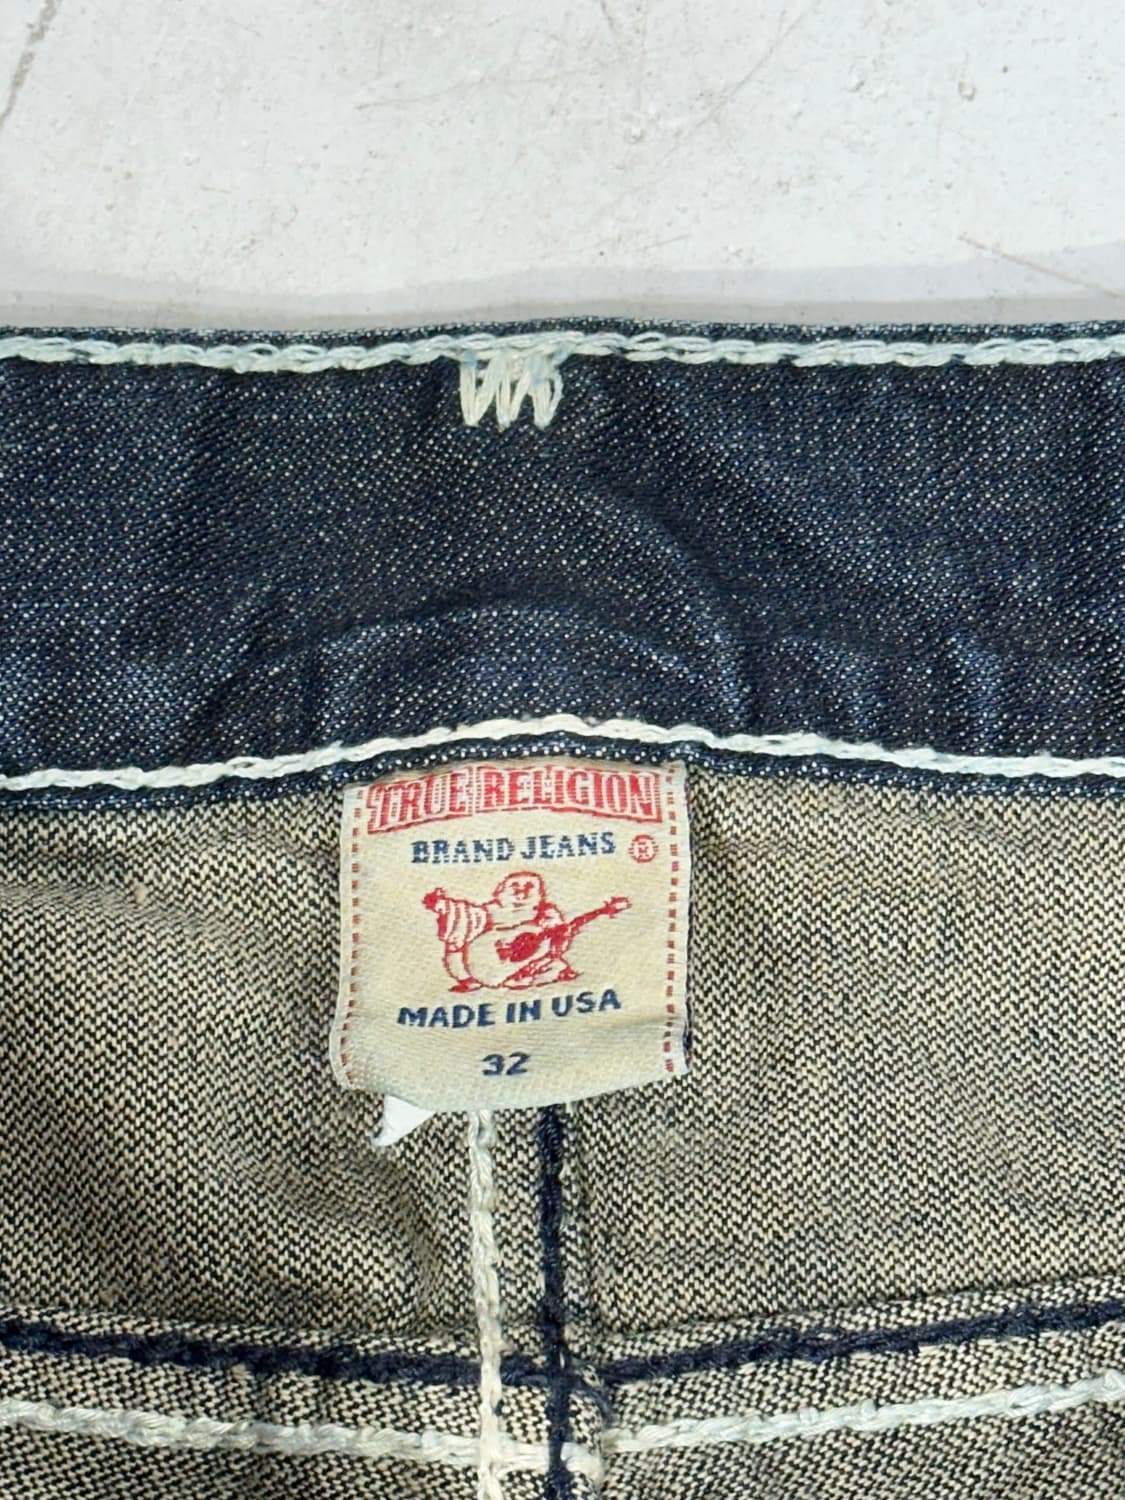 TRUE RELIGION
BRAND JEANS ®
MADE IN USA
32